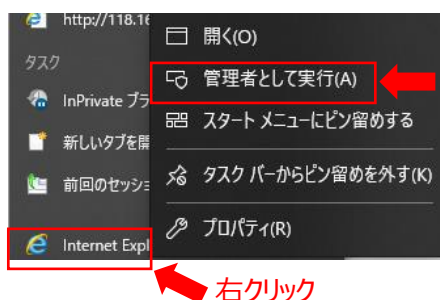 http://118.16
タスク
InPrivate ブラ
新しいタブを開
前回のセッショ
Internet Expl
開く(O)
管理者として実行(A)
スタート メニューにピン留めする
タスク バーからピン留めを外す(K)
プロパティ(R)
右クリック